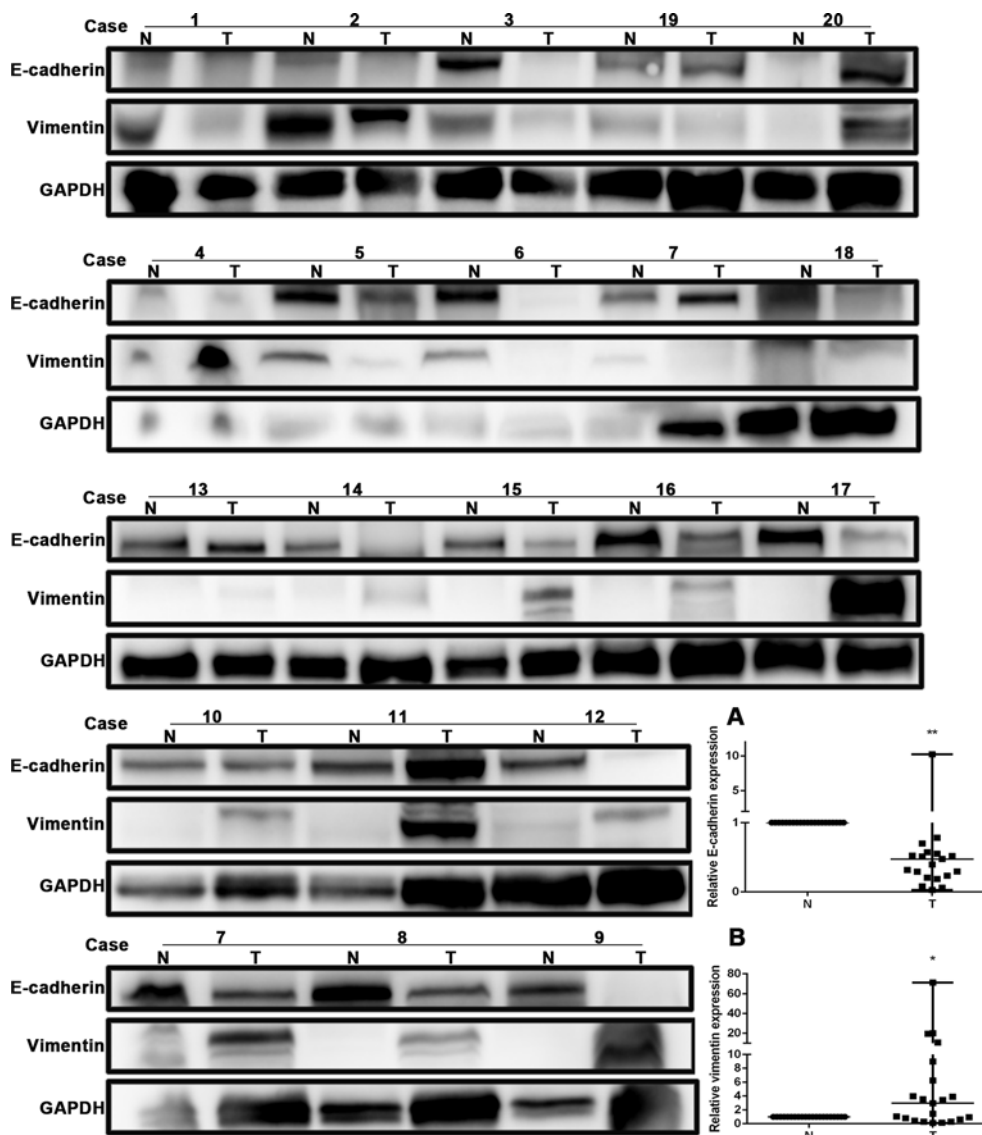 Case 1 2 3 19 20
N T N T N T N T N T
E-cadherin
Vimentin
GAPDH
Case 4 5 6 7 18
N T N T N T N T N T
E-cadherin
Vimentin
GAPDH
Case 13 14 15 16 17
N T N T N T N T N T
E-cadherin
Vimentin
GAPDH
Case 10 11 12
N T N T N T
E-cadherin
Vimentin
GAPDH
A
**
Relative E-cadherin expression
10
5
1
0
N T
Case 7 8 9
N T N T N T
E-cadherin
Vimentin
GAPDH
B
*
Relative vimentin expression
80
60
40
20
10
8
6
4
2
0
N T